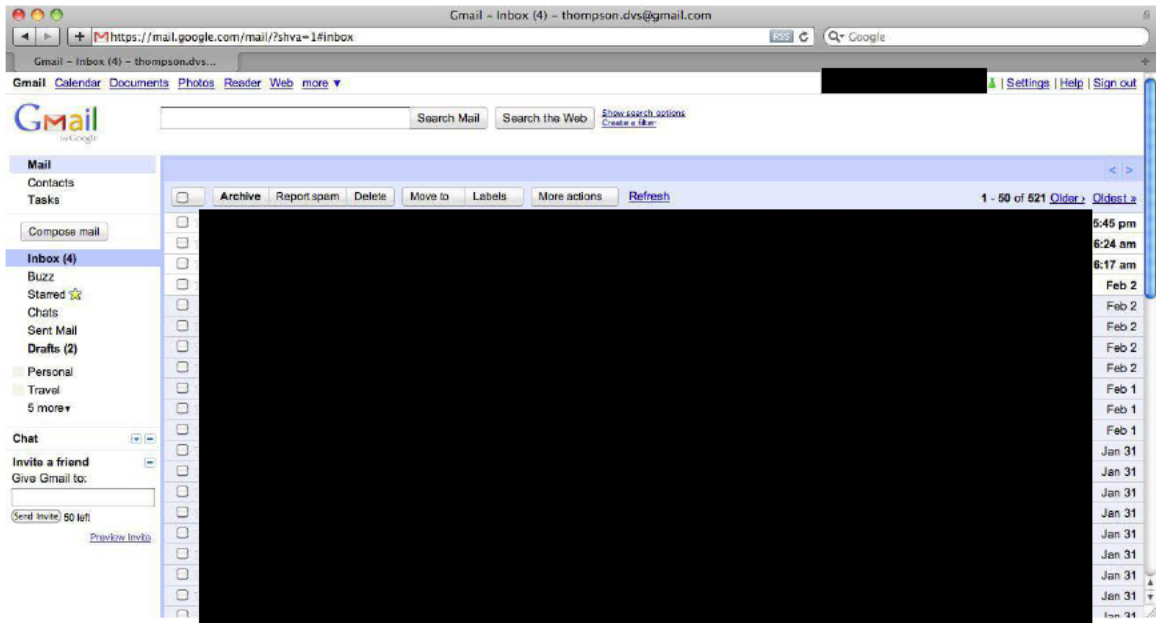 Gmail – Inbox (4) – thompson.dvs@gmail.com
https://mail.google.com/mail/?shva=1#inbox RSS Google
Gmail – Inbox (4) – thompson.dvs...
Gmail Calendar Documents Photos Reader Web more ▼ | Settings | Help | Sign out
Gmail by Google Search Mail Search the Web Show search options
Create a filter
Mail < >
Contacts
Tasks Archive Report spam Delete Move to Labels More actions Refresh 1 - 50 of 521 Older › Oldest »
Compose mail 5:45 pm
6:24 am
Inbox (4) 6:17 am
Buzz Feb 2
Starred Feb 2
Chats
Sent Mail Feb 2
Drafts (2) Feb 2
Personal Feb 2
Travel Feb 1
5 more▾ Feb 1
Chat Feb 1
Invite a friend Jan 31
Give Gmail to: Jan 31
Jan 31
Send Invite 50 left Jan 31
Preview Invite Jan 31
Jan 31
Jan 31
Jan 31
Jan 31